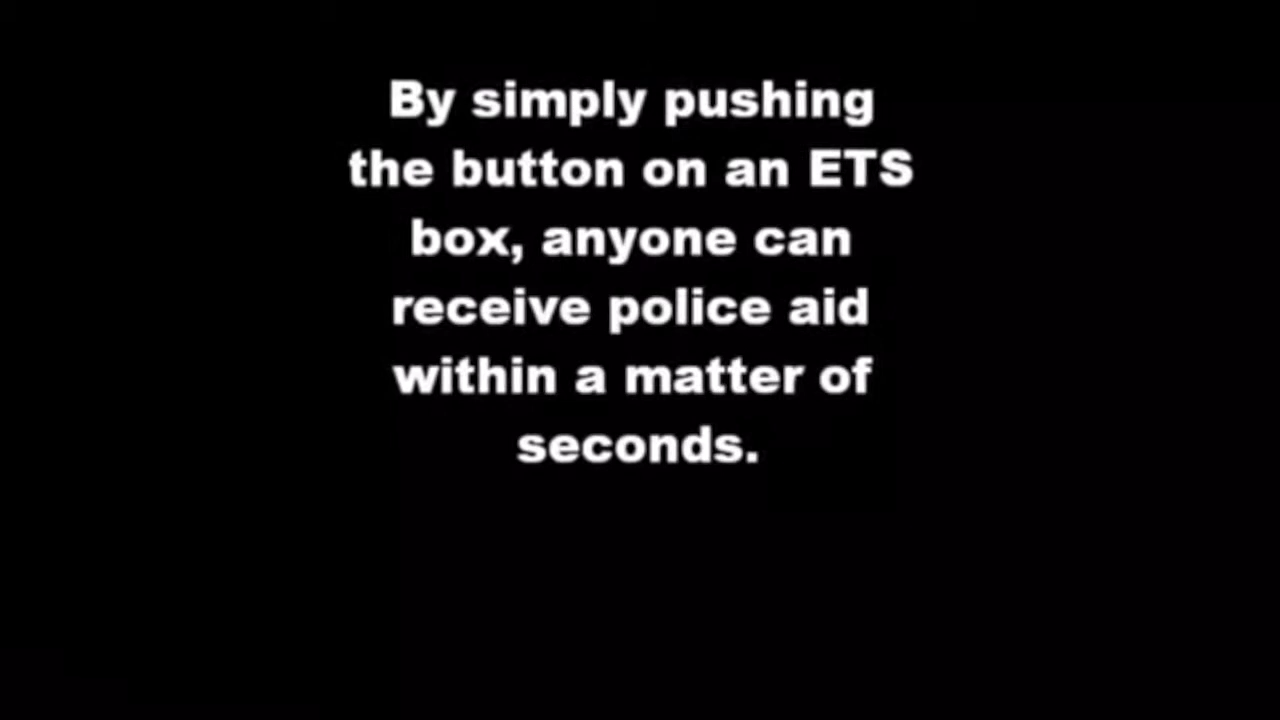 By simply pushing
the button on an ETS
box, anyone can
receive police aid
within a matter of
seconds.